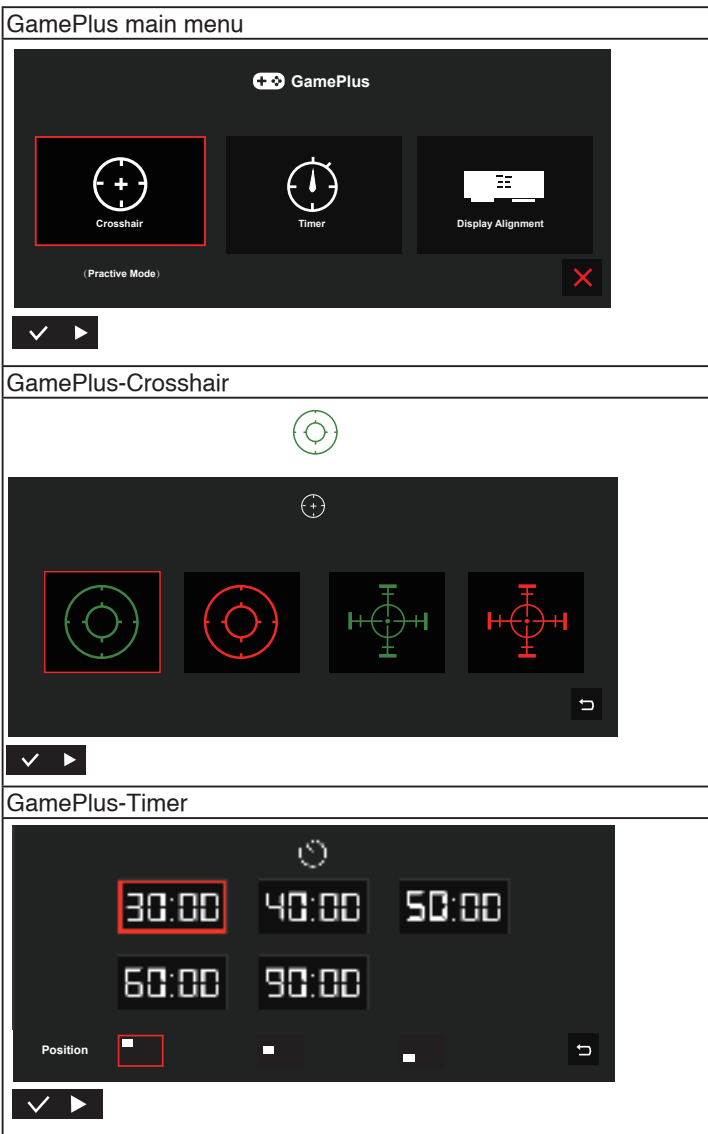 GamePlus main menu
GamePlus
Crosshair Timer Display Alignment
(Practive Mode)
GamePlus-Crosshair
GamePlus-Timer
30:00 40:00 50:00
60:00 90:00
Position